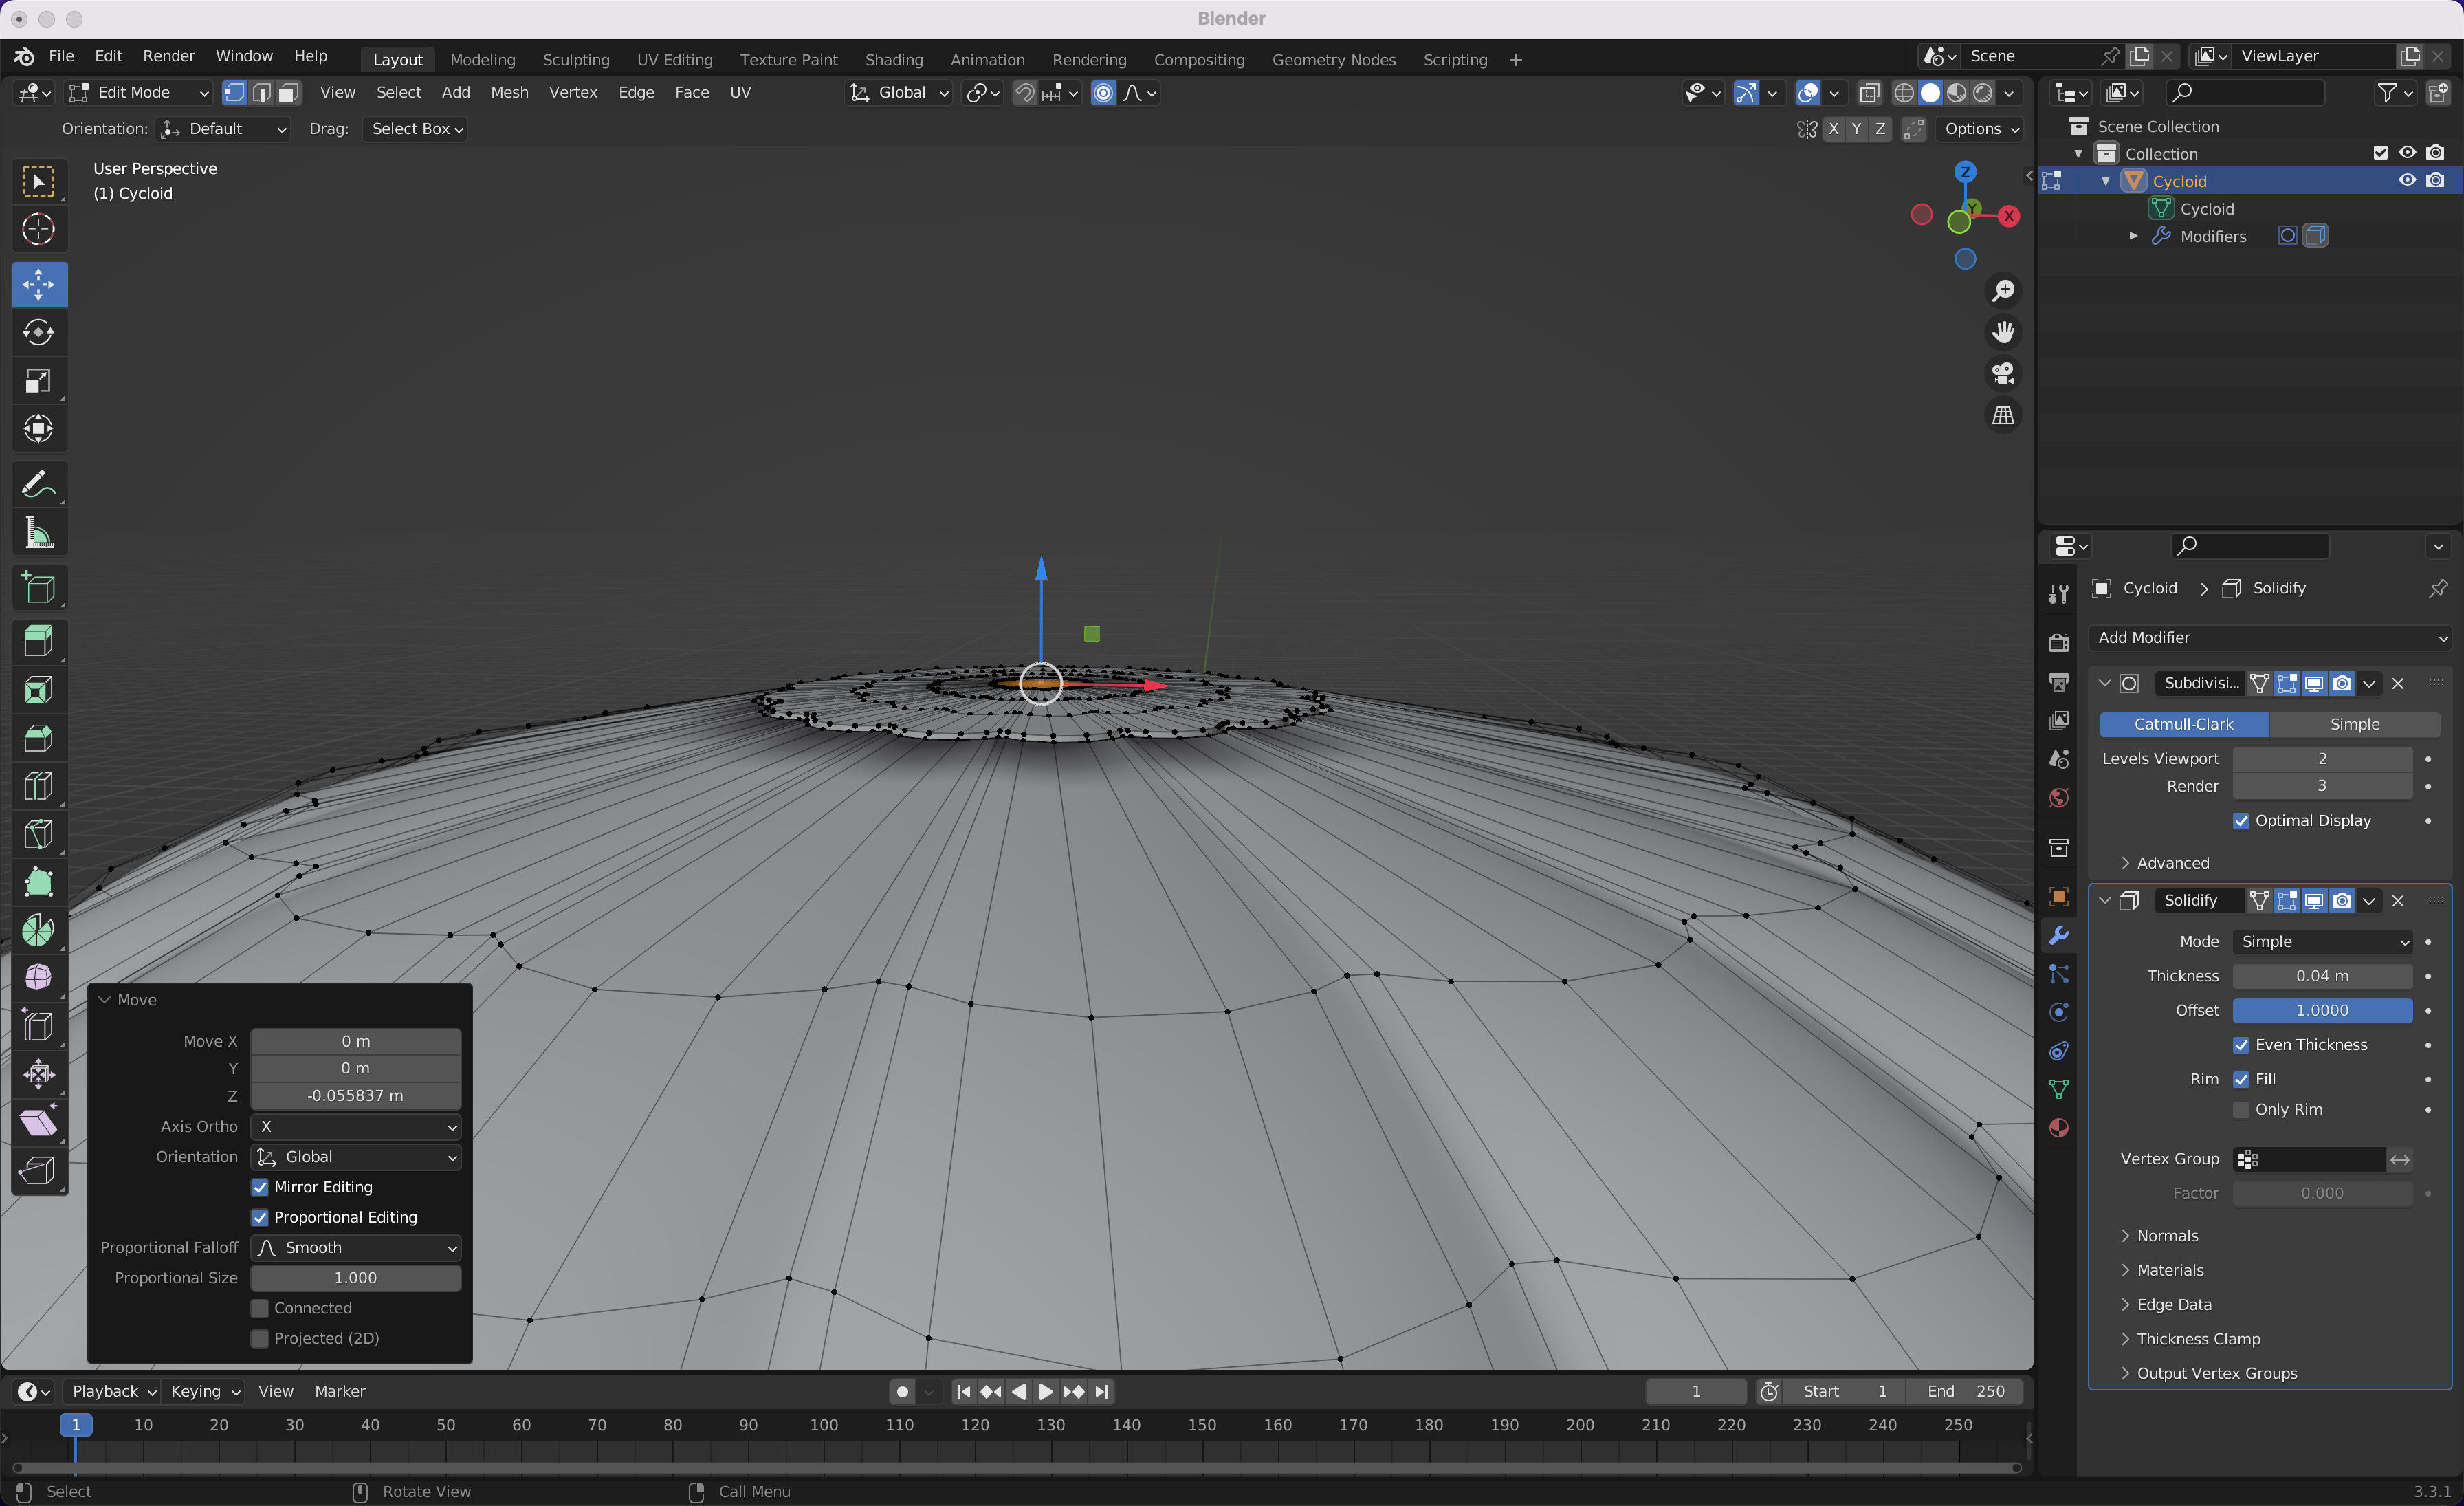 Blender
File Edit Render Window Help Layout Modeling Sculpting UV Editing Texture Paint Shading Animation Rendering Compositing Geometry Nodes Scripting + Scene ViewLayer
Edit Mode View Select Add Mesh Vertex Edge Face UV Global
Orientation: Default Drag: Select Box X Y Z Options
User Perspective
(1) Cycloid
Z
Y
X
Scene Collection
Collection
Cycloid
Cycloid
Modifiers
Cycloid > Solidify
Add Modifier
Subdivisi...
Catmull-Clark Simple
Levels Viewport 2
Render 3
Optimal Display
Advanced
Solidify
Mode Simple
Thickness 0.04 m
Offset 1.0000
Even Thickness
Rim Fill
Only Rim
Vertex Group
Factor 0.000
Normals
Materials
Edge Data
Thickness Clamp
Output Vertex Groups
Move
Move X 0 m
Y 0 m
Z -0.055837 m
Axis Ortho X
Orientation Global
Mirror Editing
Proportional Editing
Proportional Falloff Smooth
Proportional Size 1.000
Connected
Projected (2D)
Playback Keying View Marker 1 Start 1 End 250
1 10 20 30 40 50 60 70 80 90 100 110 120 130 140 150 160 170 180 190 200 210 220 230 240 250
Select Rotate View Call Menu 3.3.1